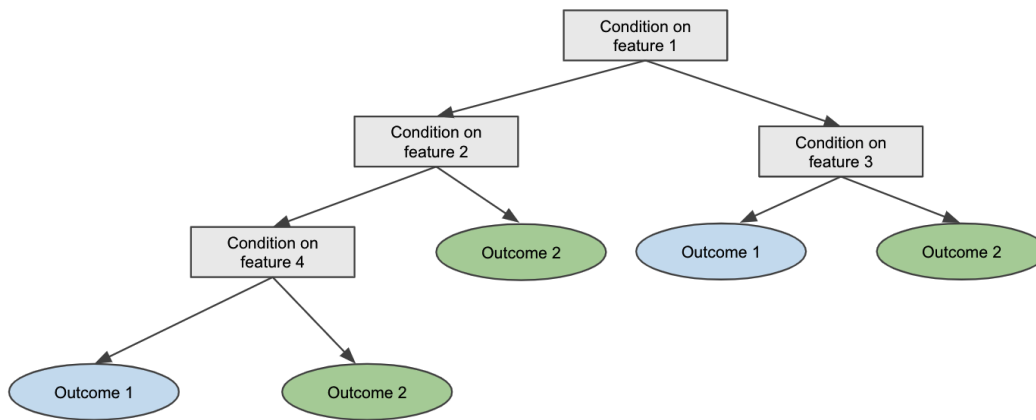 Condition on
feature 1
Condition on
feature 2
Condition on
feature 3
Condition on
feature 4
Outcome 2
Outcome 1
Outcome 2
Outcome 1
Outcome 2